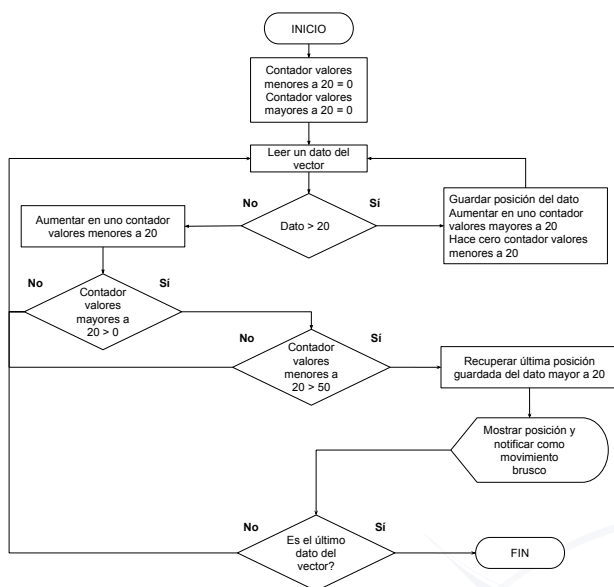 INICIO
Contador valores
menores a 20 = 0
Contador valores
mayores a 20 = 0
Leer un dato del
vector
No
Sí
Dato > 20
Aumentar en uno contador
valores menores a 20
Guardar posición del dato
Aumentar en uno contador
valores mayores a 20
Hace cero contador valores
menores a 20
No
Sí
Contador
valores
mayores a
20 > 0
No
Sí
Contador
valores
menores a
20 > 50
Recuperar última posición
guardada del dato mayor a 20
Mostrar posición y
notificar como
movimiento
brusco
No
Sí
Es el último
dato del
vector?
FIN